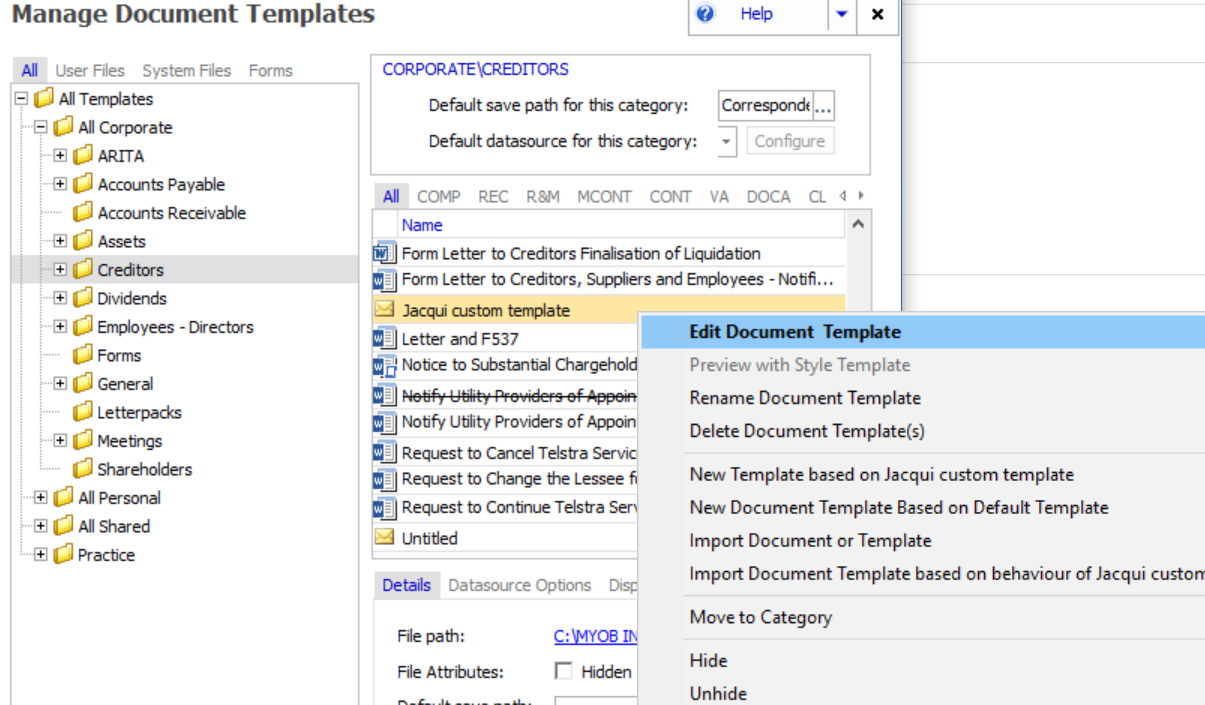 Manage Document Templates
Help
All User Files System Files Forms
All Templates
All Corporate
ARITA
Accounts Payable
Accounts Receivable
Assets
Creditors
Dividends
Employees - Directors
Forms
General
Letterpacks
Meetings
Shareholders
All Personal
All Shared
Practice
CORPORATE\CREDITORS
Default save path for this category: Corresponde ...
Default datasource for this category: Configure
All COMP REC R&M MCONT CONT VA DOCA CL
Name
Form Letter to Creditors Finalisation of Liquidation
Form Letter to Creditors, Suppliers and Employees - Notifi...
Jacqui custom template
Letter and F537
Notice to Substantial Chargehold
Notify Utility Providers of Appoin
Notify Utility Providers of Appoin
Request to Cancel Telstra Servic
Request to Change the Lessee f
Request to Continue Telstra Serv
Untitled
Details Datasource Options Disp
File path: C:\MYOB IN
File Attributes: Hidden
Default save path:
Edit Document Template
Preview with Style Template
Rename Document Template
Delete Document Template(s)
New Template based on Jacqui custom template
New Document Template Based on Default Template
Import Document or Template
Import Document Template based on behaviour of Jacqui custom
Move to Category
Hide
Unhide